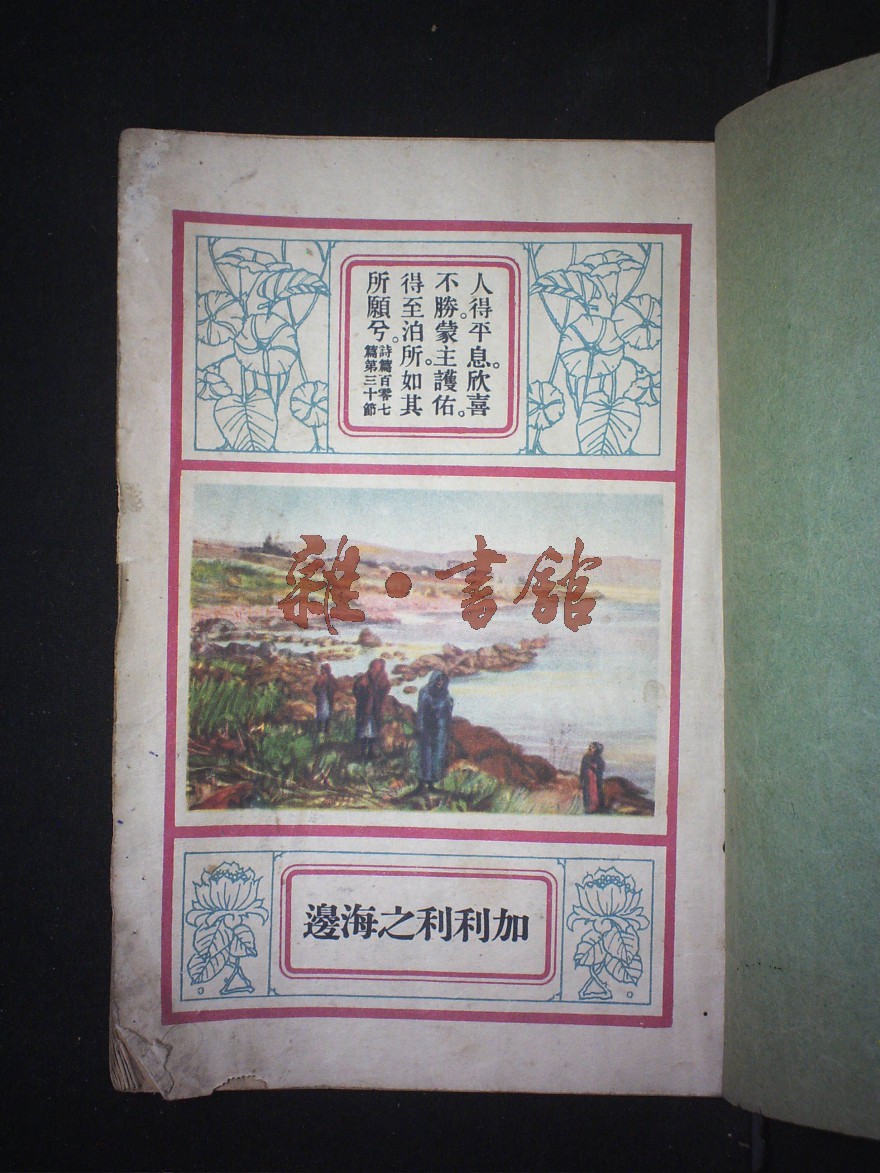 人得平息。欣喜
不勝。蒙主護佑。
得至泊所。如其
所願兮。詩篇百零七
篇第三十節
雜·書館
加利利之海邊